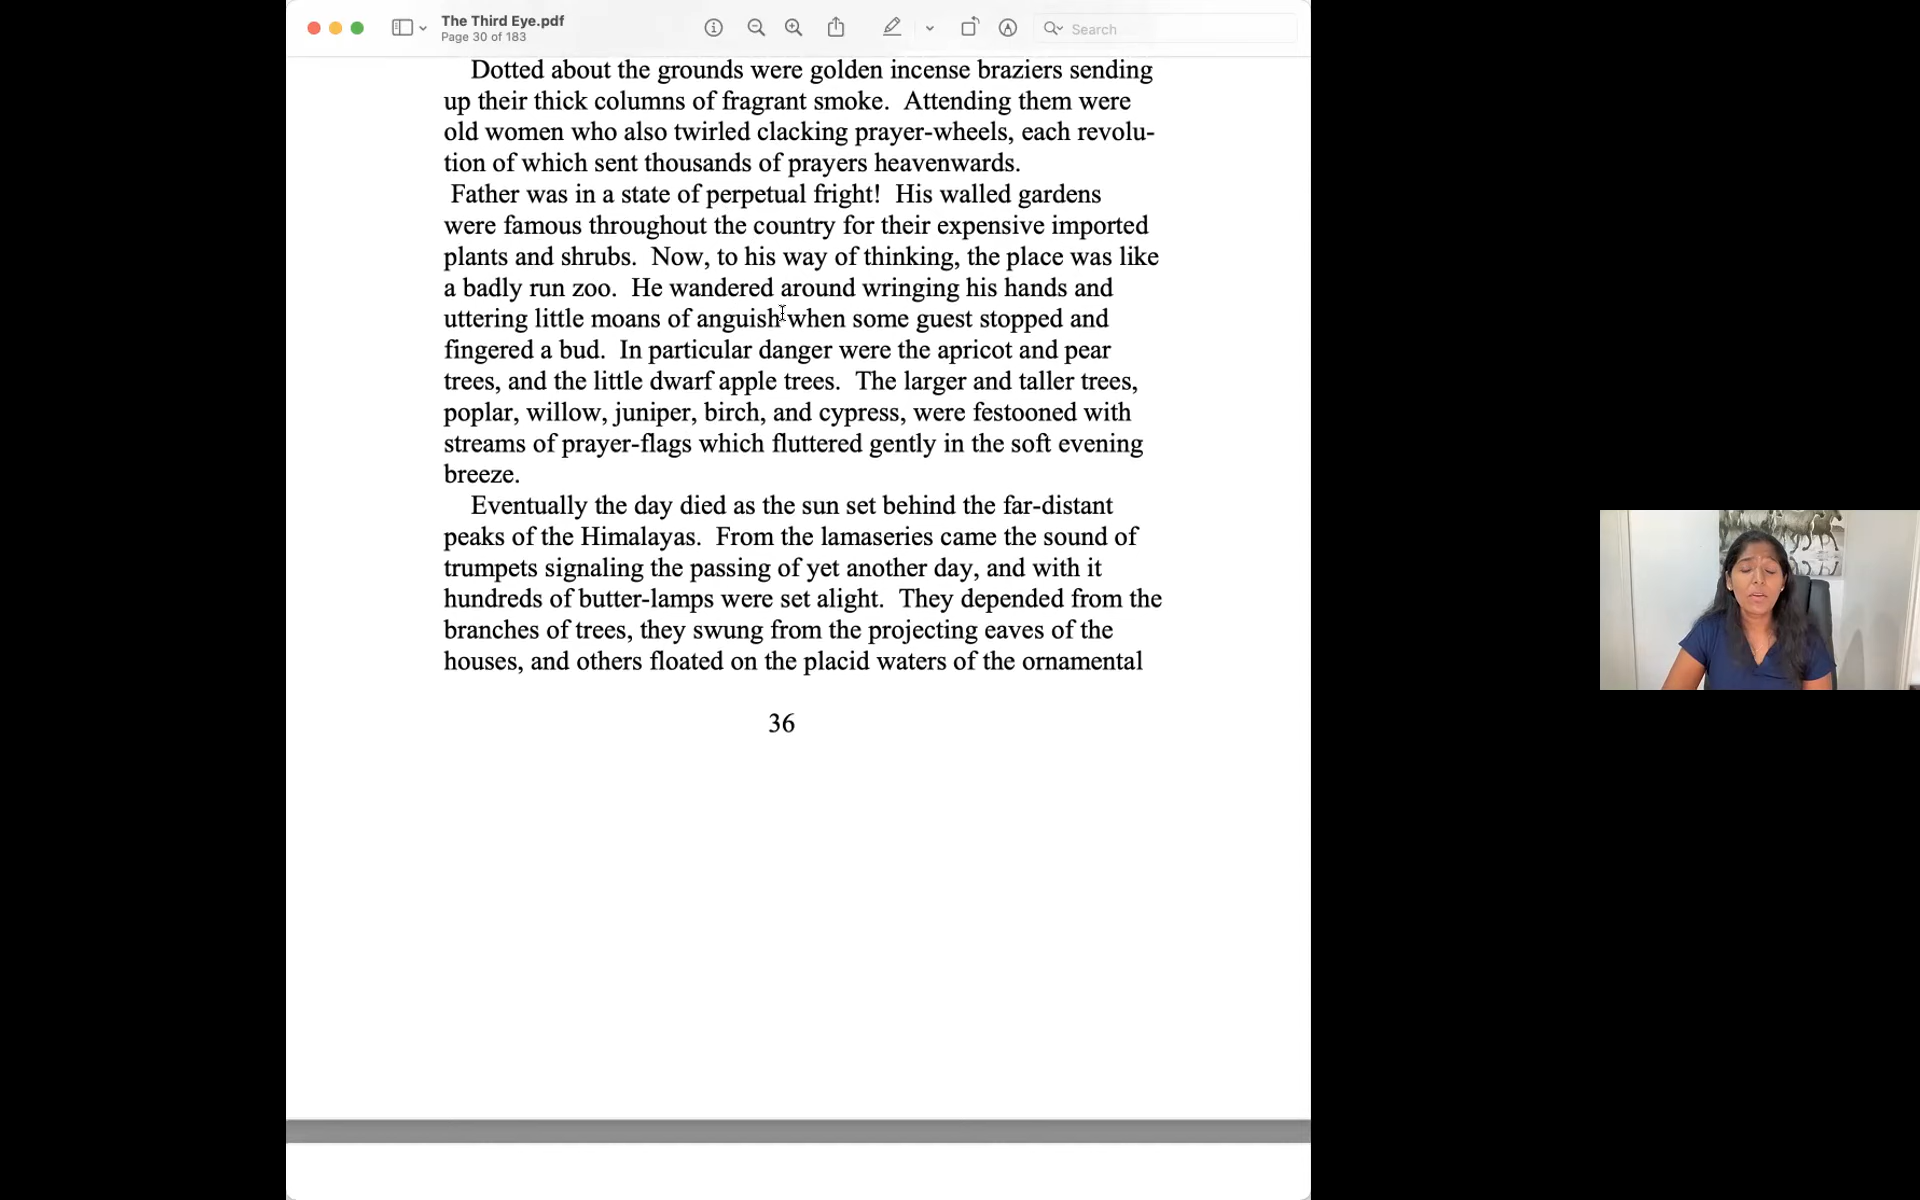 The Third Eye.pdf
Page 30 of 183
Search
Dotted about the grounds were golden incense braziers sending
up their thick columns of fragrant smoke. Attending them were
old women who also twirled clacking prayer-wheels, each revolu-
tion of which sent thousands of prayers heavenwards.
Father was in a state of perpetual fright! His walled gardens
were famous throughout the country for their expensive imported
plants and shrubs. Now, to his way of thinking, the place was like
a badly run zoo. He wandered around wringing his hands and
uttering little moans of anguish when some guest stopped and
fingered a bud. In particular danger were the apricot and pear
trees, and the little dwarf apple trees. The larger and taller trees,
poplar, willow, juniper, birch, and cypress, were festooned with
streams of prayer-flags which fluttered gently in the soft evening
breeze.
Eventually the day died as the sun set behind the far-distant
peaks of the Himalayas. From the lamaseries came the sound of
trumpets signaling the passing of yet another day, and with it
hundreds of butter-lamps were set alight. They depended from the
branches of trees, they swung from the projecting eaves of the
houses, and others floated on the placid waters of the ornamental
36